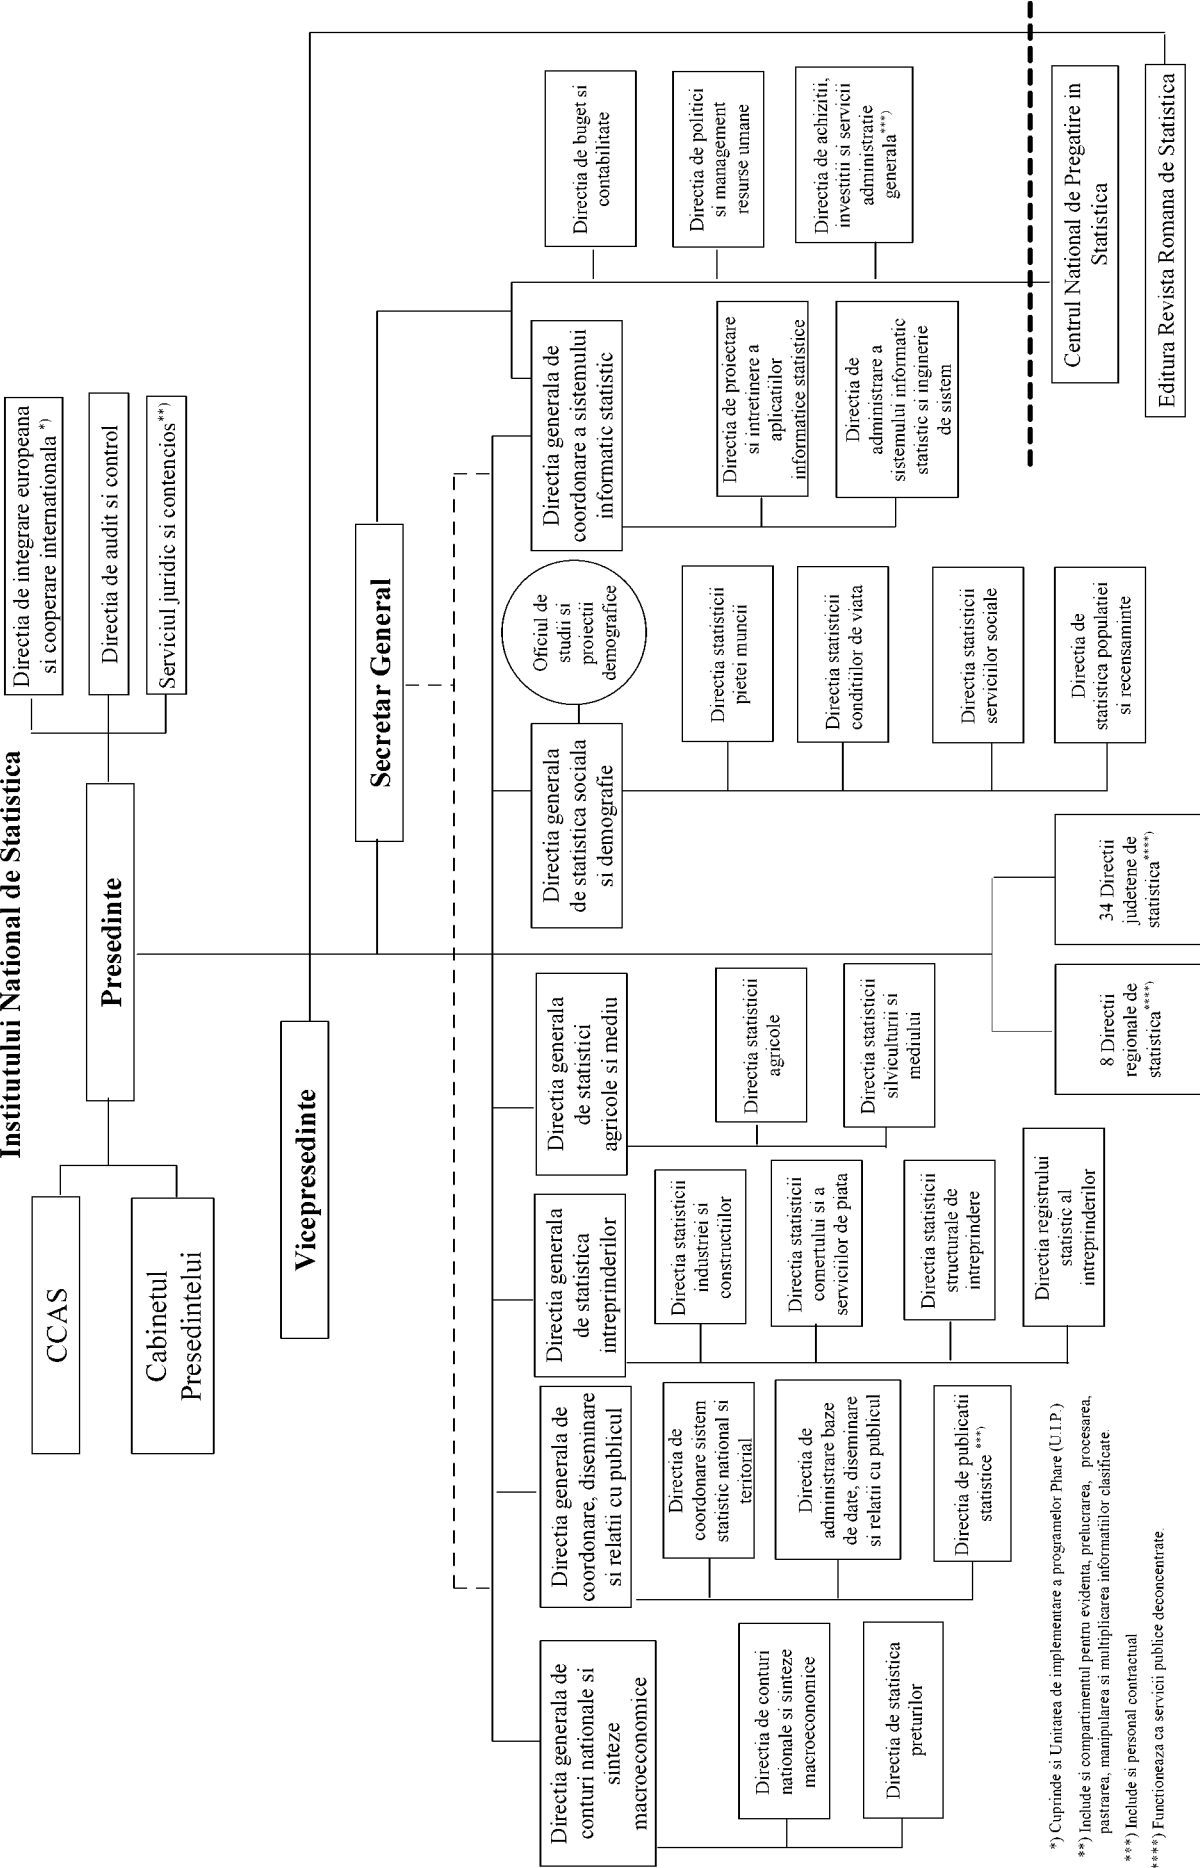 Institutului National de Statistica
CCAS
Cabinetul
Presedintelui
Presedinte
Directia de integrare europeana
si cooperare internationala *)
Directia de audit si control
Serviciul juridic si contencios**)
Vicepresedinte
Secretar General
Directia generala de
conturi nationale si
sinteze
macroeconomice
Directia de conturi
nationale si sinteze
macroeconomice
Directia de statistica
preturilor
Directia generala de
coordonare, diseminare
si relatii cu publicul
Directia de
coordonare sistem
statistic national si
teritorial
Directia de
administrare baze
de date, diseminare
si relatii cu publicul
Directia de publicatii
statistice ***)
Directia generala
de statistica
intreprinderilor
Directia statisticii
industriei si
constructiilor
Directia statisticii
comertului si a
serviciilor de piata
Directia statisticii
structurale de
intreprindere
Directia registrului
statistic al
intreprinderilor
Directia generala
de statistici
agricole si mediu
Directia statisticii
agricole
Directia statisticii
silviculturii si
mediului
8 Directii
regionale de
statistica****)
34 Directii
judetene de
statistica****)
Directia generala
de statistica sociala
si demografie
Oficiul de
studii si
proiectii
demografice
Directia statisticii
pietei muncii
Directia statisticii
conditiilor de viata
Directia statisticii
serviciilor sociale
Directia de
statistica populatiei
si recensaminte
Directia generala de
coordonare a sistemului
informatic statistic
Directia de proiectare
si intretinere a
aplicatiilor
informatice statistice
Directia de
administrare a
sistemului informatic
statistic si inginerie
de sistem
Directia de buget si
contabilitate
Directia de politici
si management
resurse umane
Directia de achizitii,
investitii si servicii
administratie
generala***)
Centrul National de Pregatire in
Statistica
Editura Revista Romana de Statistica
*) Cuprinde si Unitatea de implementare a programelor Phare (U.I.P.)
**) Include si compartimentul pentru evidenta, prelucrarea, procesarea,
pastrarea, manipularea si multiplicarea informatiilor clasificate.
***) Include si personal contractual
****) Functioneaza ca servicii publice deconcentrate.